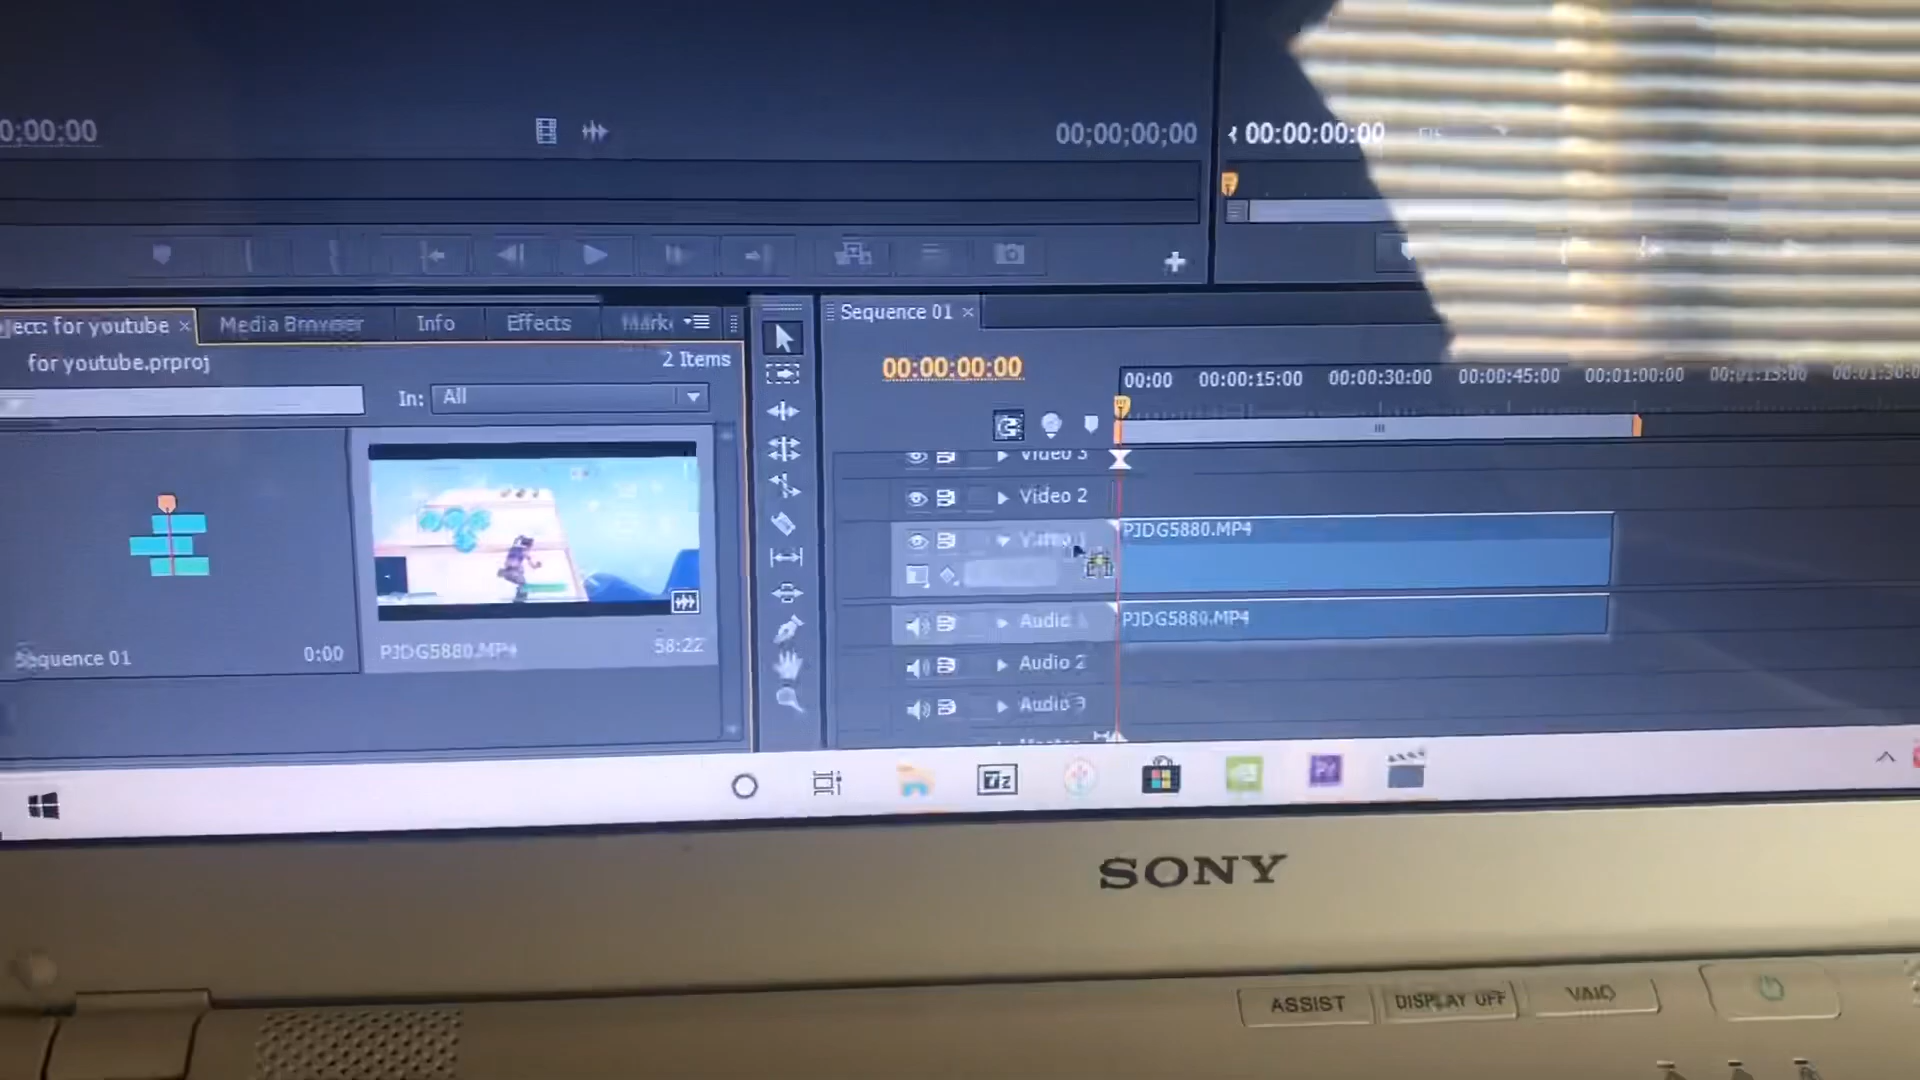 0;00;00
00;00;00;00
00:00:00:00
ject: for youtube
Media Browser
Info
Effects
Marke
Sequence 01
for youtube.prproj
2 Items
00:00:00:00
In: All
00:00
00:00:15:00
00:00:30:00
00:00:45:00
00:01:00:00
00:01:15:00
00:01:30:0
Video 3
Video 2
Video 1
PJDG5880.MP4
Audio 1
PJDG5880.MP4
Audio 2
Audio 3
Sequence 01
0:00
PJDG5880.MP4
58:22
7z
Pr
SONY
ASSIST
DISPLAY OFF
VAIO